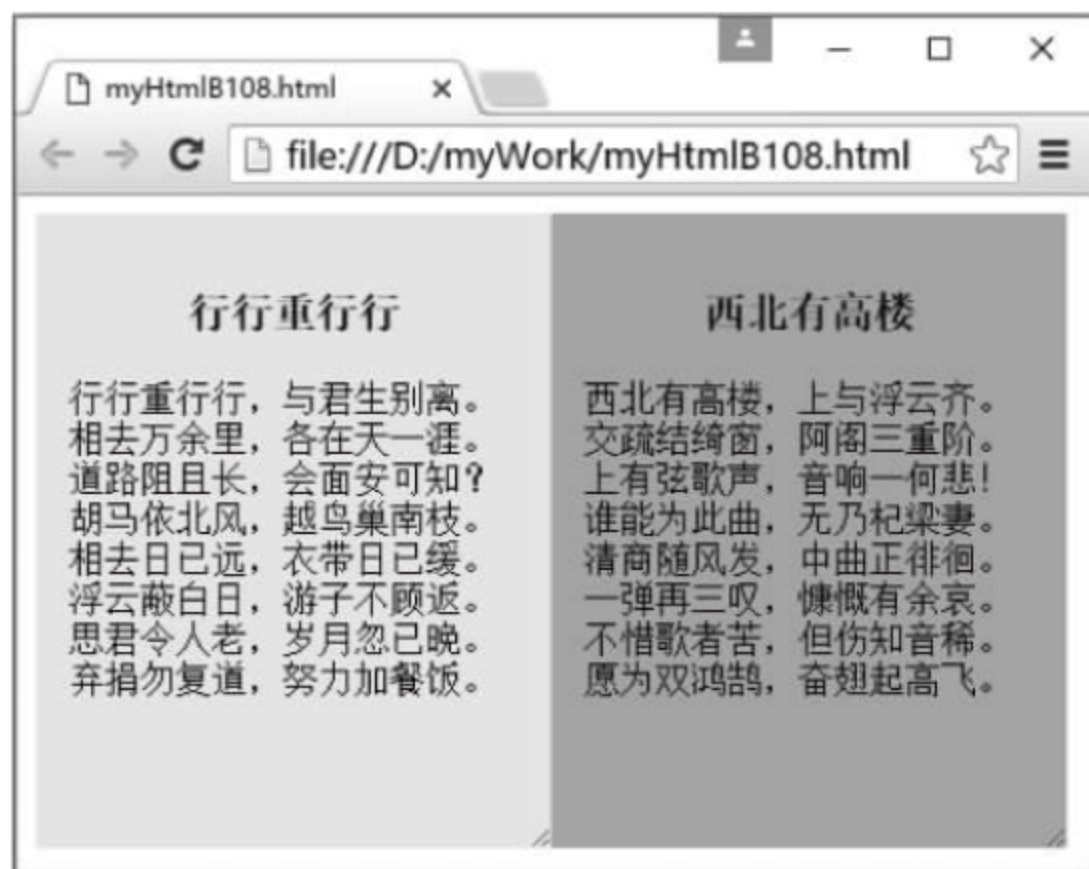 myHtmlB108.html
file:///D:/myWork/myHtmlB108.html
行行重行行
行行重行行，与君生别离。
相去万余里，各在天一涯。
道路阻且长，会面安可知？
胡马依北风，越鸟巢南枝。
相去日已远，衣带日已缓。
浮云蔽白日，游子不顾返。
思君令人老，岁月忽已晚。
弃捐勿复道，努力加餐饭。
西北有高楼
西北有高楼，上与浮云齐。
交疏结绮窗，阿阁三重阶。
上有弦歌声，音响一何悲！
谁能为此曲，无乃杞梁妻。
清商随风发，中曲正徘徊。
一弹再三叹，慷慨有余哀。
不惜歌者苦，但伤知音稀。
愿为双鸿鹄，奋翅起高飞。